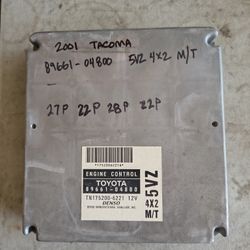 2001 TACOMA
89661-04800 5VZ 4X2 M/T
27P 22P 28P 22P
ENGINE CONTROL
TOYOTA
89661-04800
TN175200-6221 12V
DENSO
5VZ
4X2
M/T